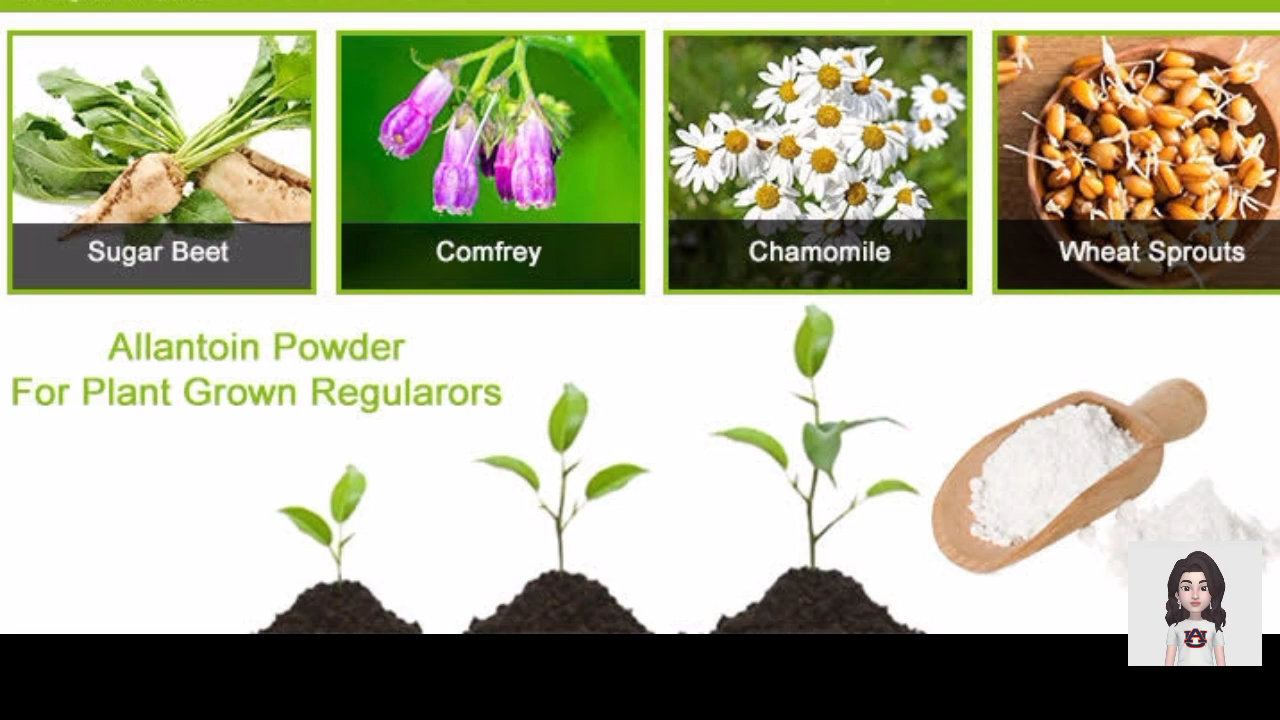 Sugar Beet
Comfrey
Chamomile
Wheat Sprouts
Allantoin Powder
For Plant Grown Regularors